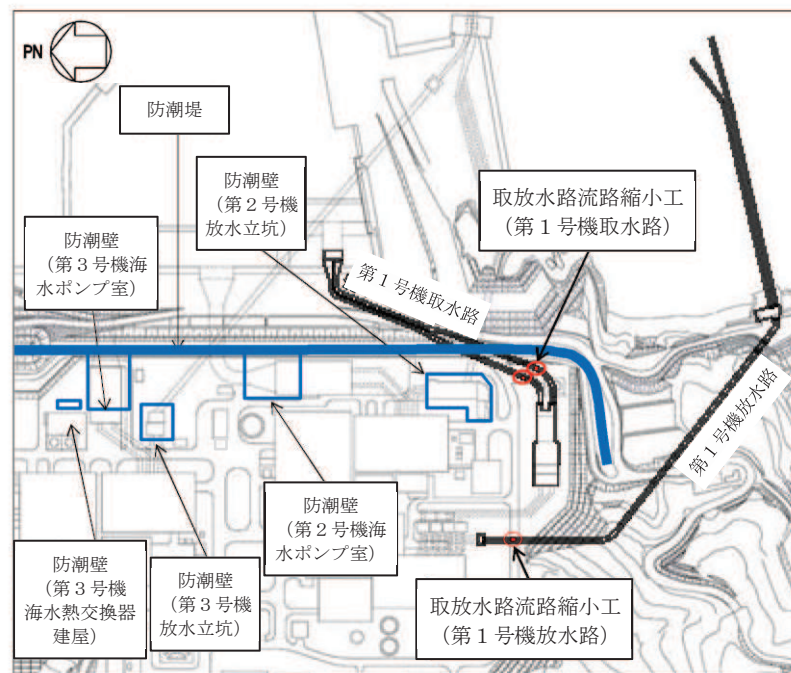 PN
防潮堤
防潮壁
（第２号機
放水立坑）
取放水路流路縮小工
（第１号機取水路）
防潮壁
（第３号機海
水ポンプ室）
第１号機取水路
第１号機放水路
防潮壁
（第２号機海
水ポンプ室）
防潮壁
（第３号機
海水熱交換器
建屋）
防潮壁
（第３号機
放水立坑）
取放水路流路縮小工
（第１号機放水路）